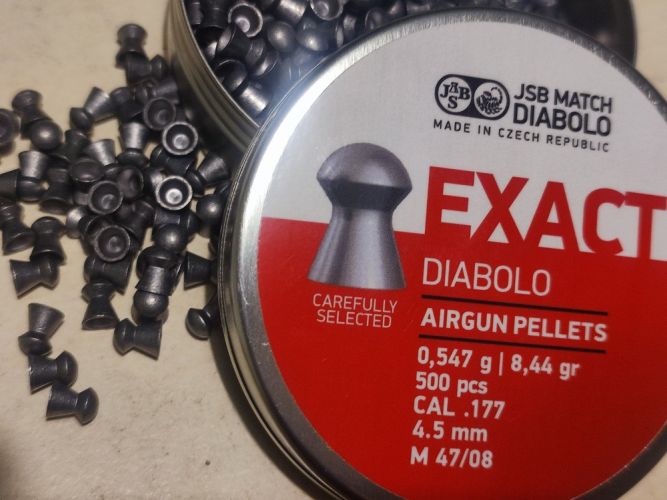 JSB
JSB MATCH
DIABOLO
MADE IN CZECH REPUBLIC
EXACT
DIABOLO
CAREFULLY
SELECTED
AIRGUN PELLETS
0,547 g | 8,44 gr
500 pcs
CAL .177
4.5 mm
M 47/08